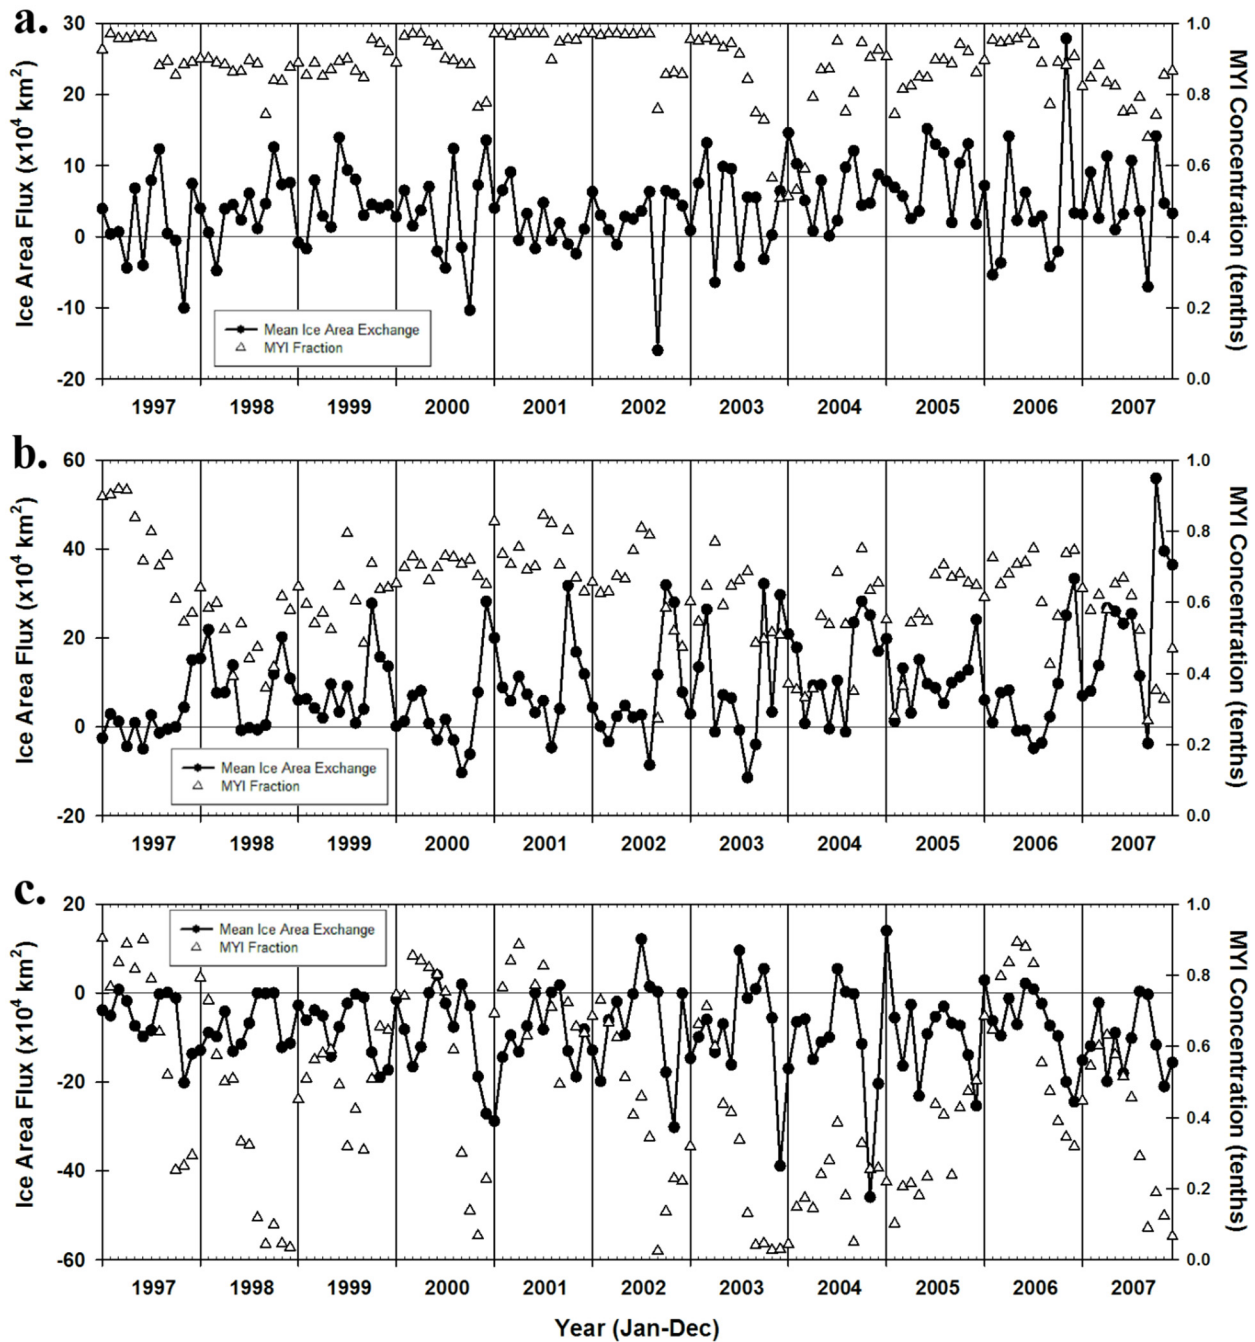 a.
Ice Area Flux (x10⁴ km²)
30
20
10
0
-10
-20
1.0
0.8
0.6
0.4
0.2
0.0
MYI Concentration (tenths)
Mean Ice Area Exchange
MYI Fraction
1997 1998 1999 2000 2001 2002 2003 2004 2005 2006 2007
b.
Ice Area Flux (x10⁴ km²)
60
40
20
0
-20
1.0
0.8
0.6
0.4
0.2
0.0
MYI Concentration (tenths)
Mean Ice Area Exchange
MYI Fraction
1997 1998 1999 2000 2001 2002 2003 2004 2005 2006 2007
c.
Ice Area Flux (x10⁴ km²)
20
0
-20
-40
-60
1.0
0.8
0.6
0.4
0.2
0.0
MYI Concentration (tenths)
Mean Ice Area Exchange
MYI Fraction
1997 1998 1999 2000 2001 2002 2003 2004 2005 2006 2007
Year (Jan-Dec)